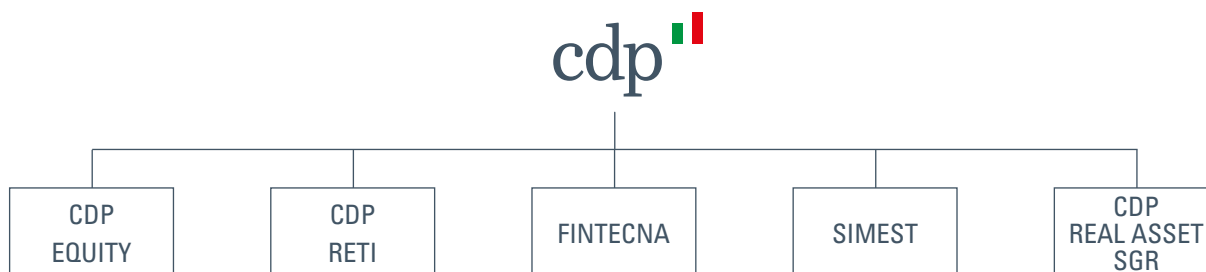 cdp
CDP
EQUITY
CDP
RETI
FINTECNA
SIMEST
CDP
REAL ASSET
SGR